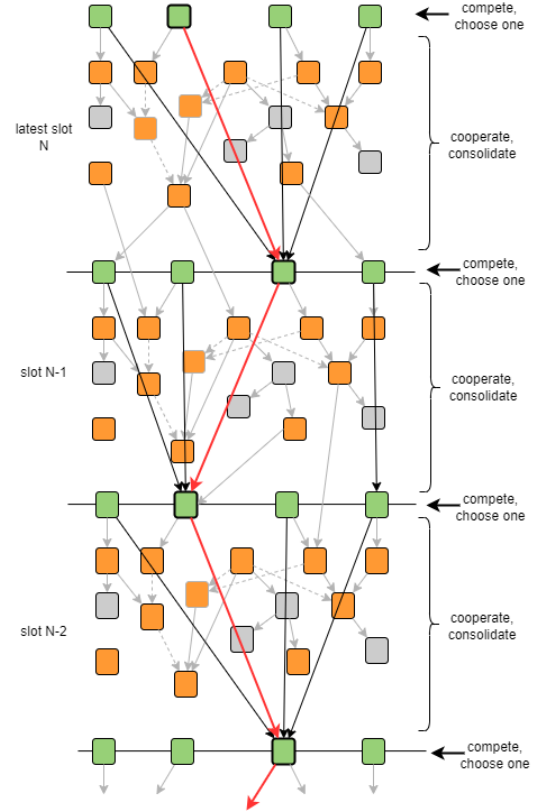 compete,
choose one
latest slot
N
cooperate,
consolidate
compete,
choose one
slot N-1
cooperate,
consolidate
compete,
choose one
slot N-2
cooperate,
consolidate
compete,
choose one